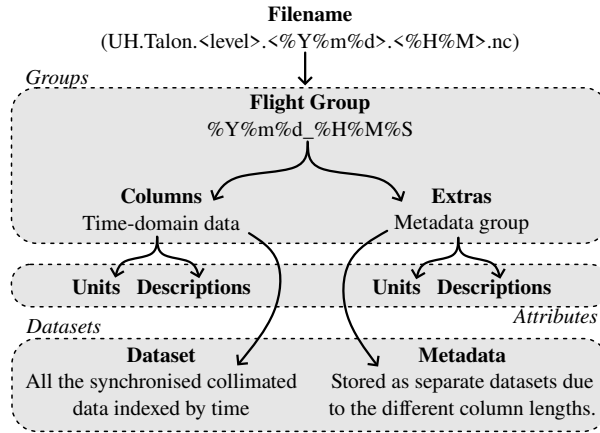 Filename
(UH.Talon.<level>.<%Y%m%d>.<%H%M>.nc)
Groups
Flight Group
%Y%m%d_%H%M%S
Columns
Time-domain data
Extras
Metadata group
Units Descriptions
Units Descriptions
Attributes
Datasets
Dataset
All the synchronised collimated
data indexed by time
Metadata
Stored as separate datasets due
to the different column lengths.